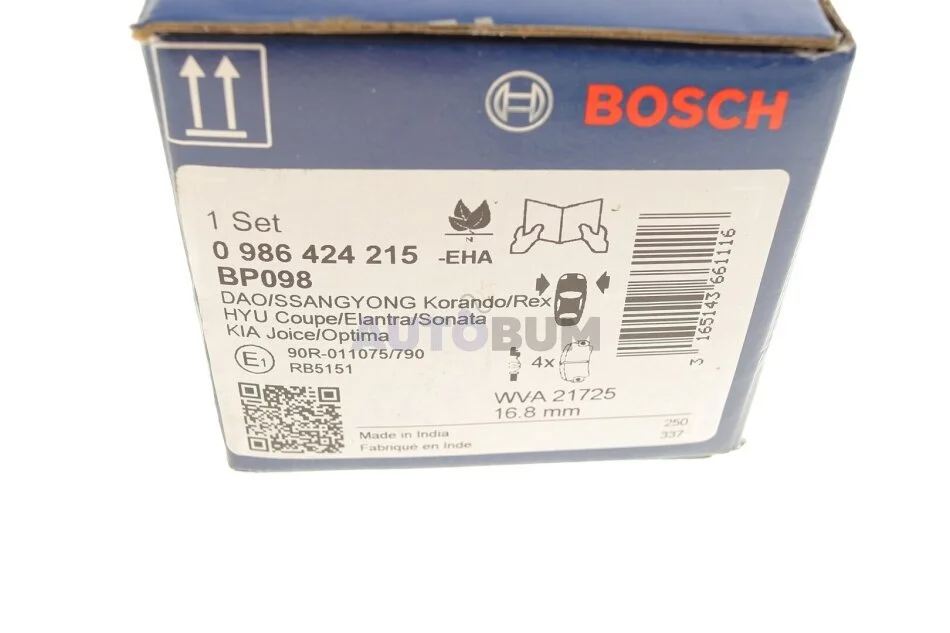 BOSCH
1 Set
0 986 424 215 -EHA
BP098
DAO/SSANGYONG Korando/Rex
HYU Coupe/Elantra/Sonata
KIA Joice/Optima
AUTOBUM
E1 90R-011075/790
RB5151
4x
WVA 21725
16.8 mm
Made in India
Fabriqué en Inde
250
337
3 165143 661116